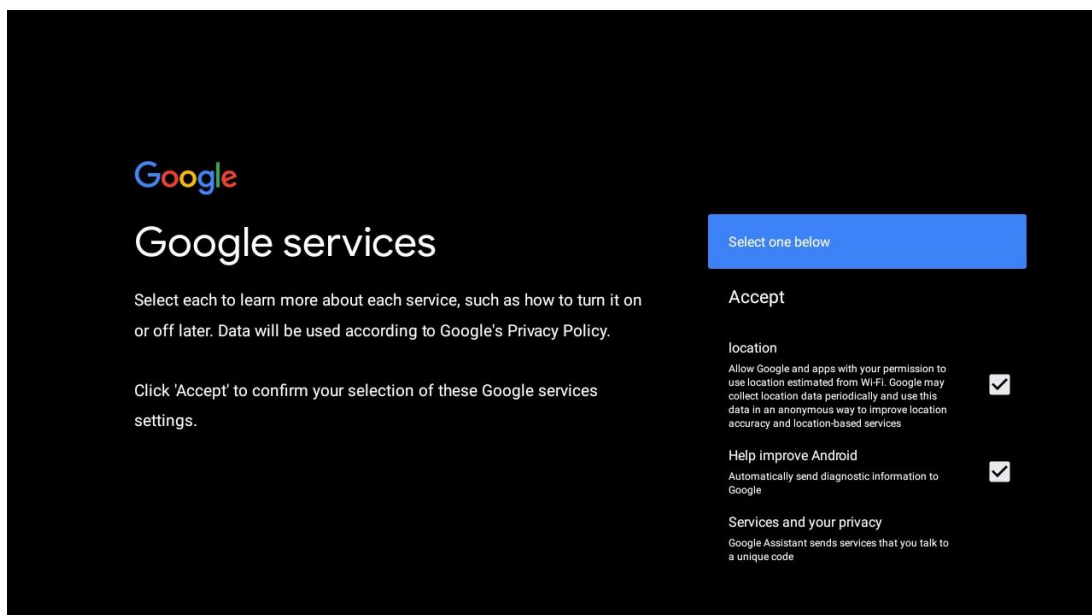 Google
Google services
Select each to learn more about each service, such as how to turn it on
or off later. Data will be used according to Google's Privacy Policy.
Click 'Accept' to confirm your selection of these Google services
settings.
Select one below
Accept
location
Allow Google and apps with your permission to
use location estimated from Wi-Fi. Google may
collect location data periodically and use this
data in an anonymous way to improve location
accuracy and location-based services
Help improve Android
Automatically send diagnostic information to
Google
Services and your privacy
Google Assistant sends services that you talk to
a unique code